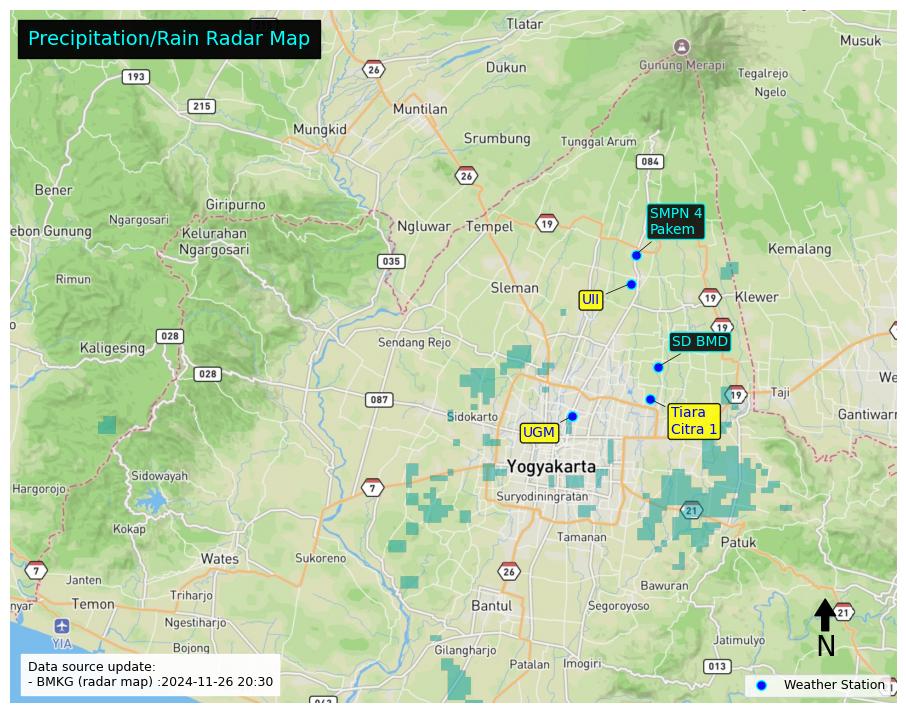 Precipitation/Rain Radar Map
Tlatar
Musuk
26
Dukun
Gunung Merapi
Tegalrejo
193
Ngelo
215
Muntilan
Mungkid
Srumbung
Tunggal Arum
084
26
Bener
Giripurno
Ngargosari
SMPN 4
Pakem
19
Ngluwar
Tempel
ebon Gunung
Kelurahan
Ngargosari
Kemalang
035
Rimun
Sleman
UII
19
Klewer
19
028
Kaligesing
Sendang Rejo
SD BMD
028
We
087
19
Taji
Sidokarto
Tiara
Citra 1
Gantiwarn
UGM
Yogyakarta
Sidowayah
Hargorojo
7
Suryodiningratan
21
Kokap
Tamanan
Patuk
Wates
Sukoreno
7
26
Janten
Bawuran
Triharjo
nyar
Temon
Bantul
Segoroyoso
21
YIA
Ngestiharjo
N
Jatimulyo
Bojong
Gilangharjo
Patalan
Imogiri
013
Data source update:
- BMKG (radar map) :2024-11-26 20:30
Weather Station